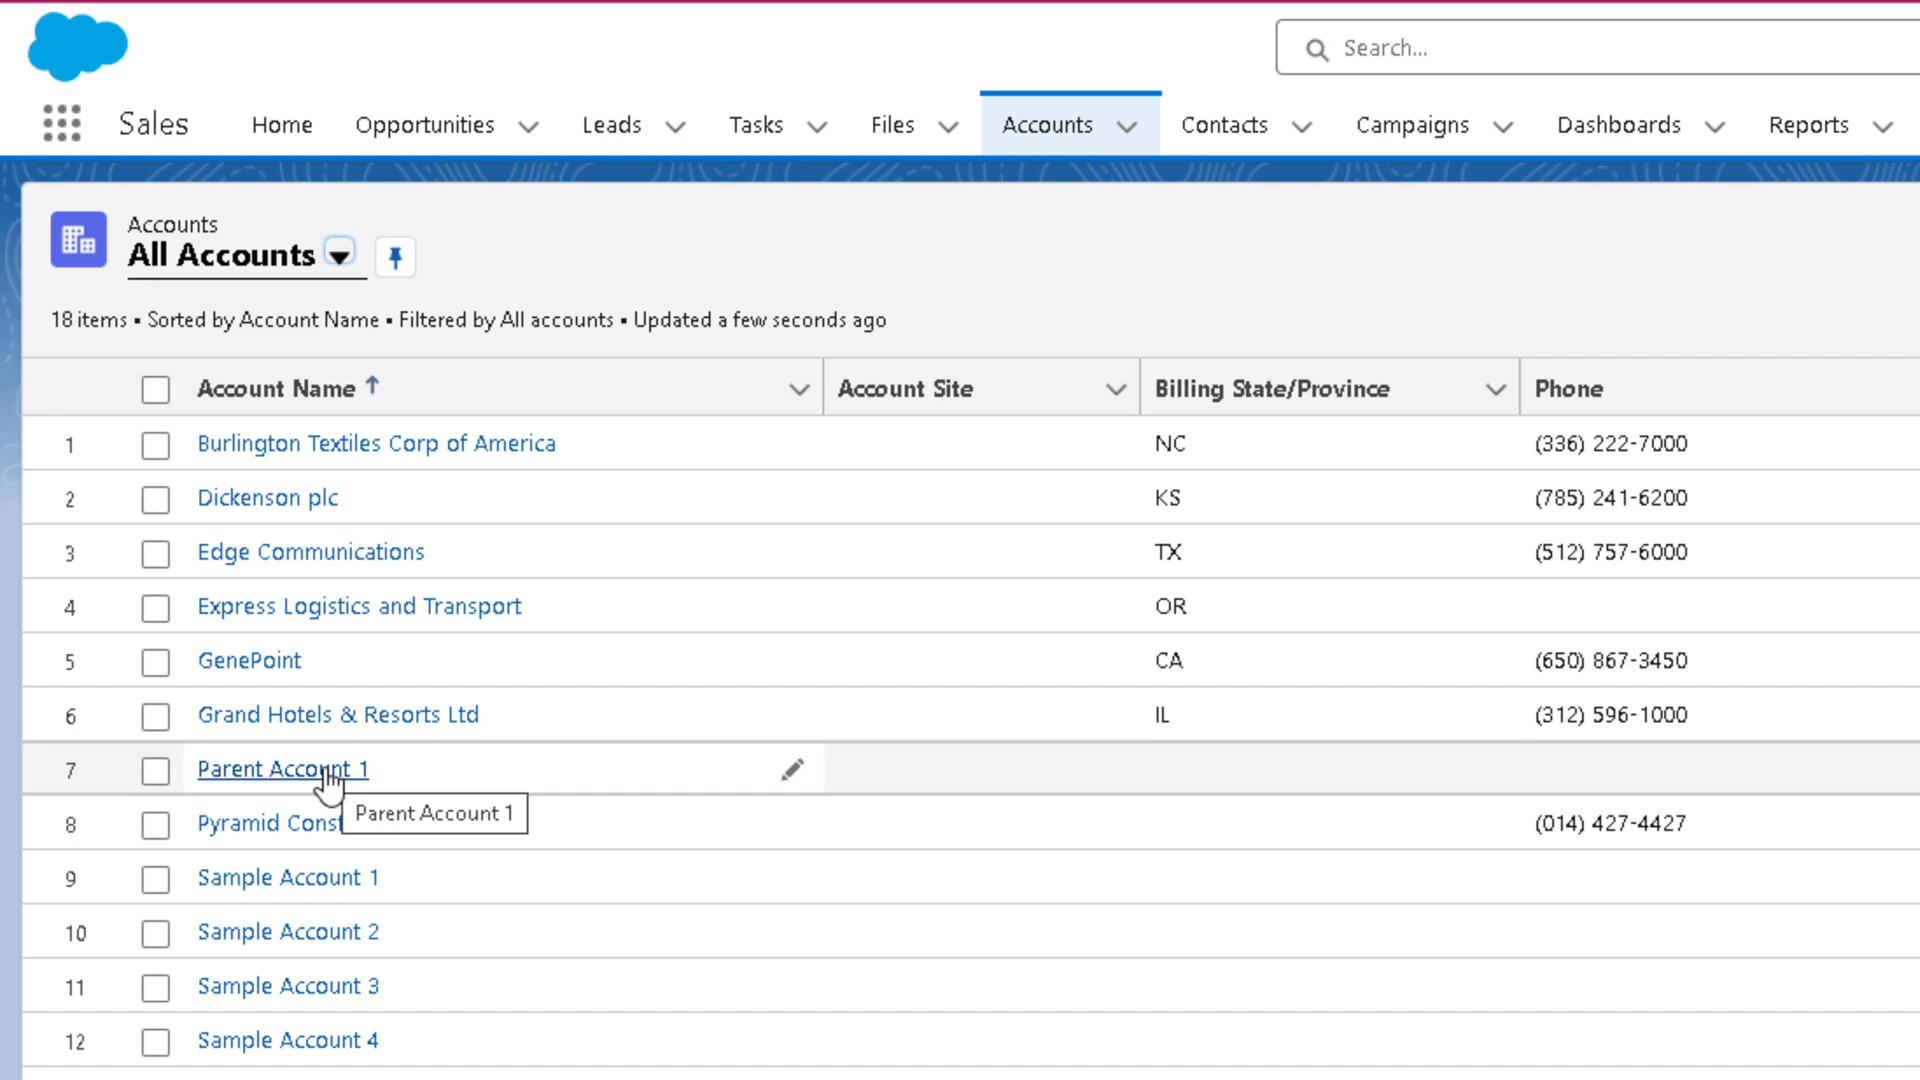 Search...
Sales Home Opportunities Leads Tasks Files Accounts Contacts Campaigns Dashboards Reports
Accounts
All Accounts
18 items • Sorted by Account Name • Filtered by All accounts • Updated a few seconds ago
Account Name Account Site Billing State/Province Phone
1 Burlington Textiles Corp of America NC (336) 222-7000
2 Dickenson plc KS (785) 241-6200
3 Edge Communications TX (512) 757-6000
4 Express Logistics and Transport OR
5 GenePoint CA (650) 867-3450
6 Grand Hotels & Resorts Ltd IL (312) 596-1000
7 Parent Account 1
Parent Account 1
8 Pyramid (014) 427-4427
9 Sample Account 1
10 Sample Account 2
11 Sample Account 3
12 Sample Account 4